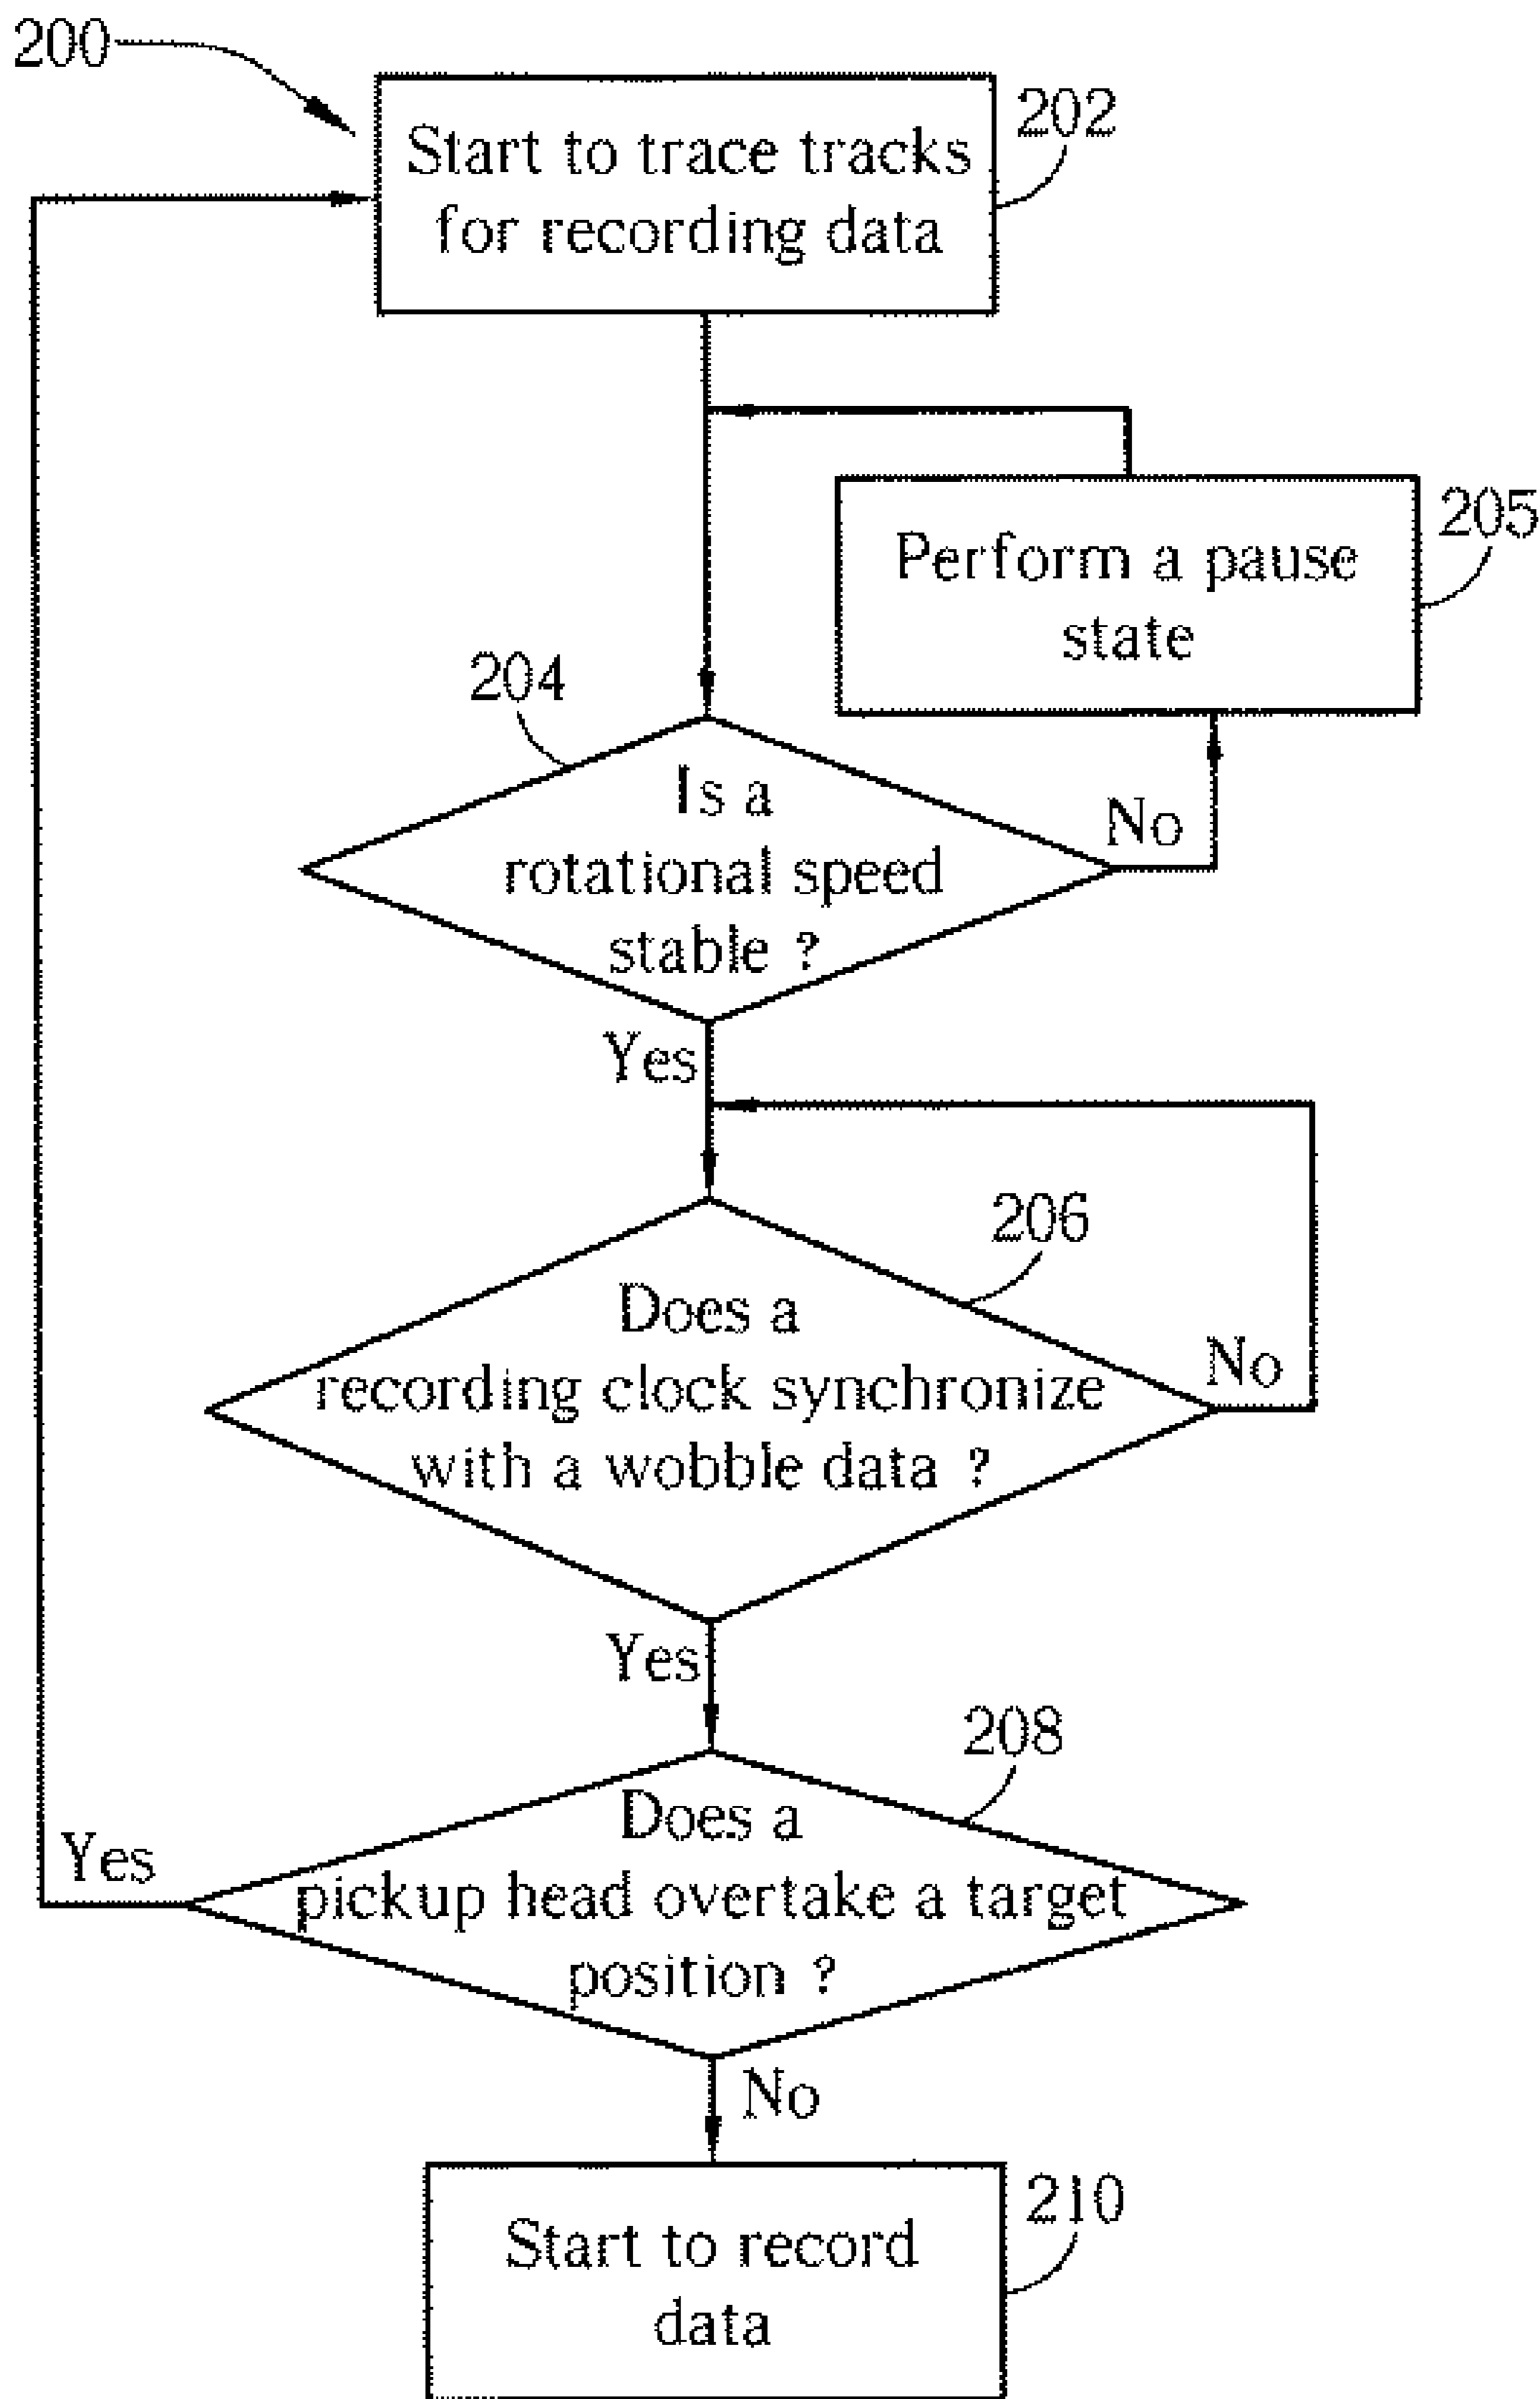 200
202
Start to trace tracks
for recording data
205
Perform a pause
state
204
Is a
rotational speed
stable ?
No
Yes
206
Does a
recording clock synchronize
with a wobble data ?
No
Yes
208
Does a
pickup head overtake a target
position ?
Yes
No
210
Start to record
data